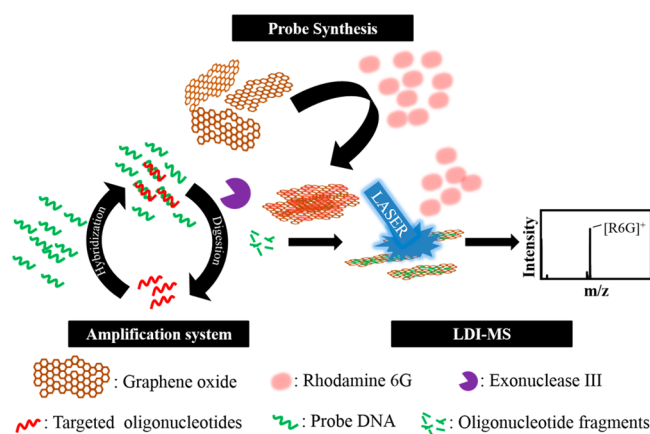 Probe Synthesis
Hybridization
Digestion
LASER
[R6G]+
Intensity
m/z
Amplification system
LDI-MS
: Graphene oxide
: Rhodamine 6G
: Exonuclease III
: Targeted oligonucleotides
: Probe DNA
: Oligonucleotide fragments